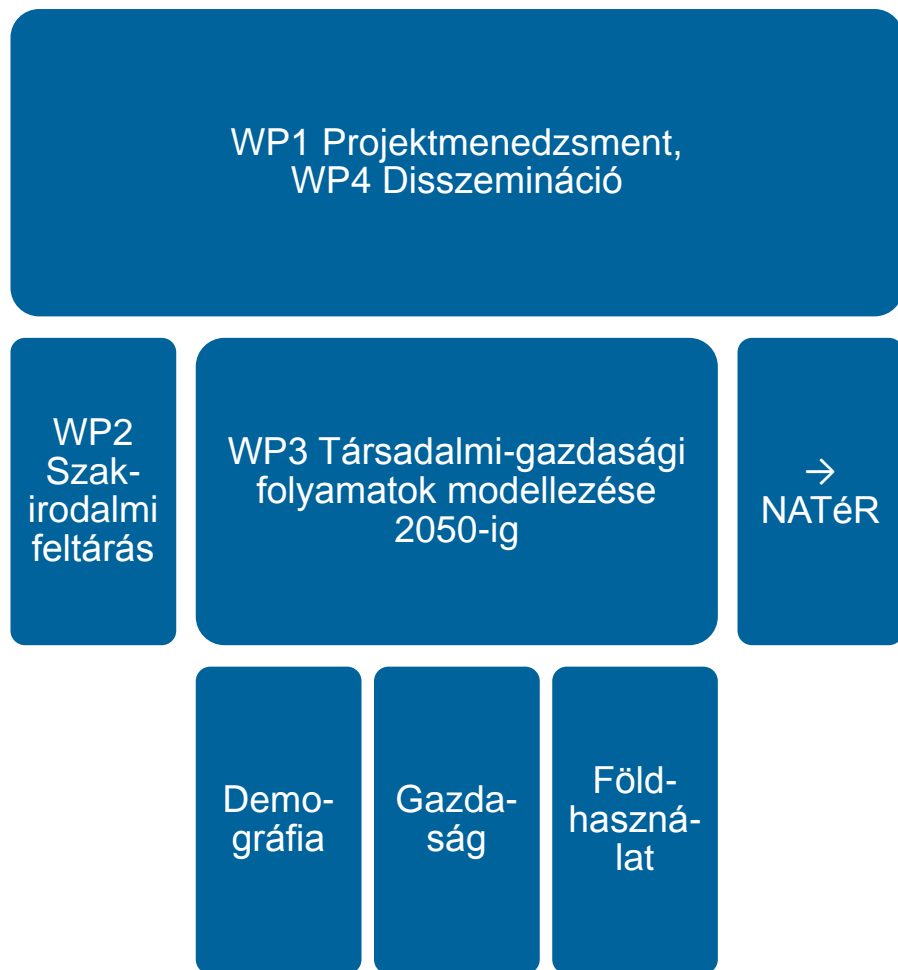 WP1 Projektmenedzsment,
WP4 Disszemináció
WP2
Szak-
irodalmi
feltárás
WP3 Társadalmi-gazdasági
folyamatok modellezése
2050-ig
→
NATéR
Demo-
gráfia
Gazda-
ság
Föld-
haszná-
lat